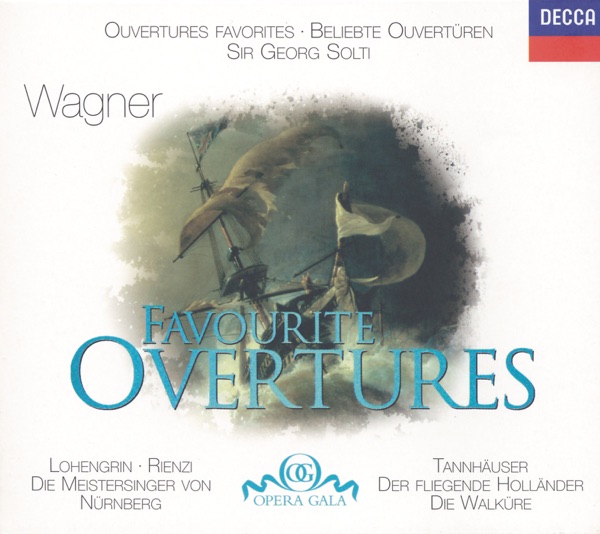 DECCA
OUVERTURES FAVORITES · BELIEBTE OUVERTÜREN
SIR GEORG SOLTI
Wagner
FAVOURITE
OVERTURES
LOHENGRIN · RIENZI
DIE MEISTERSINGER VON
NÜRNBERG
OG
OPERA GALA
TANNHÄUSER
DER FLIEGENDE HOLLÄNDER
DIE WALKÜRE